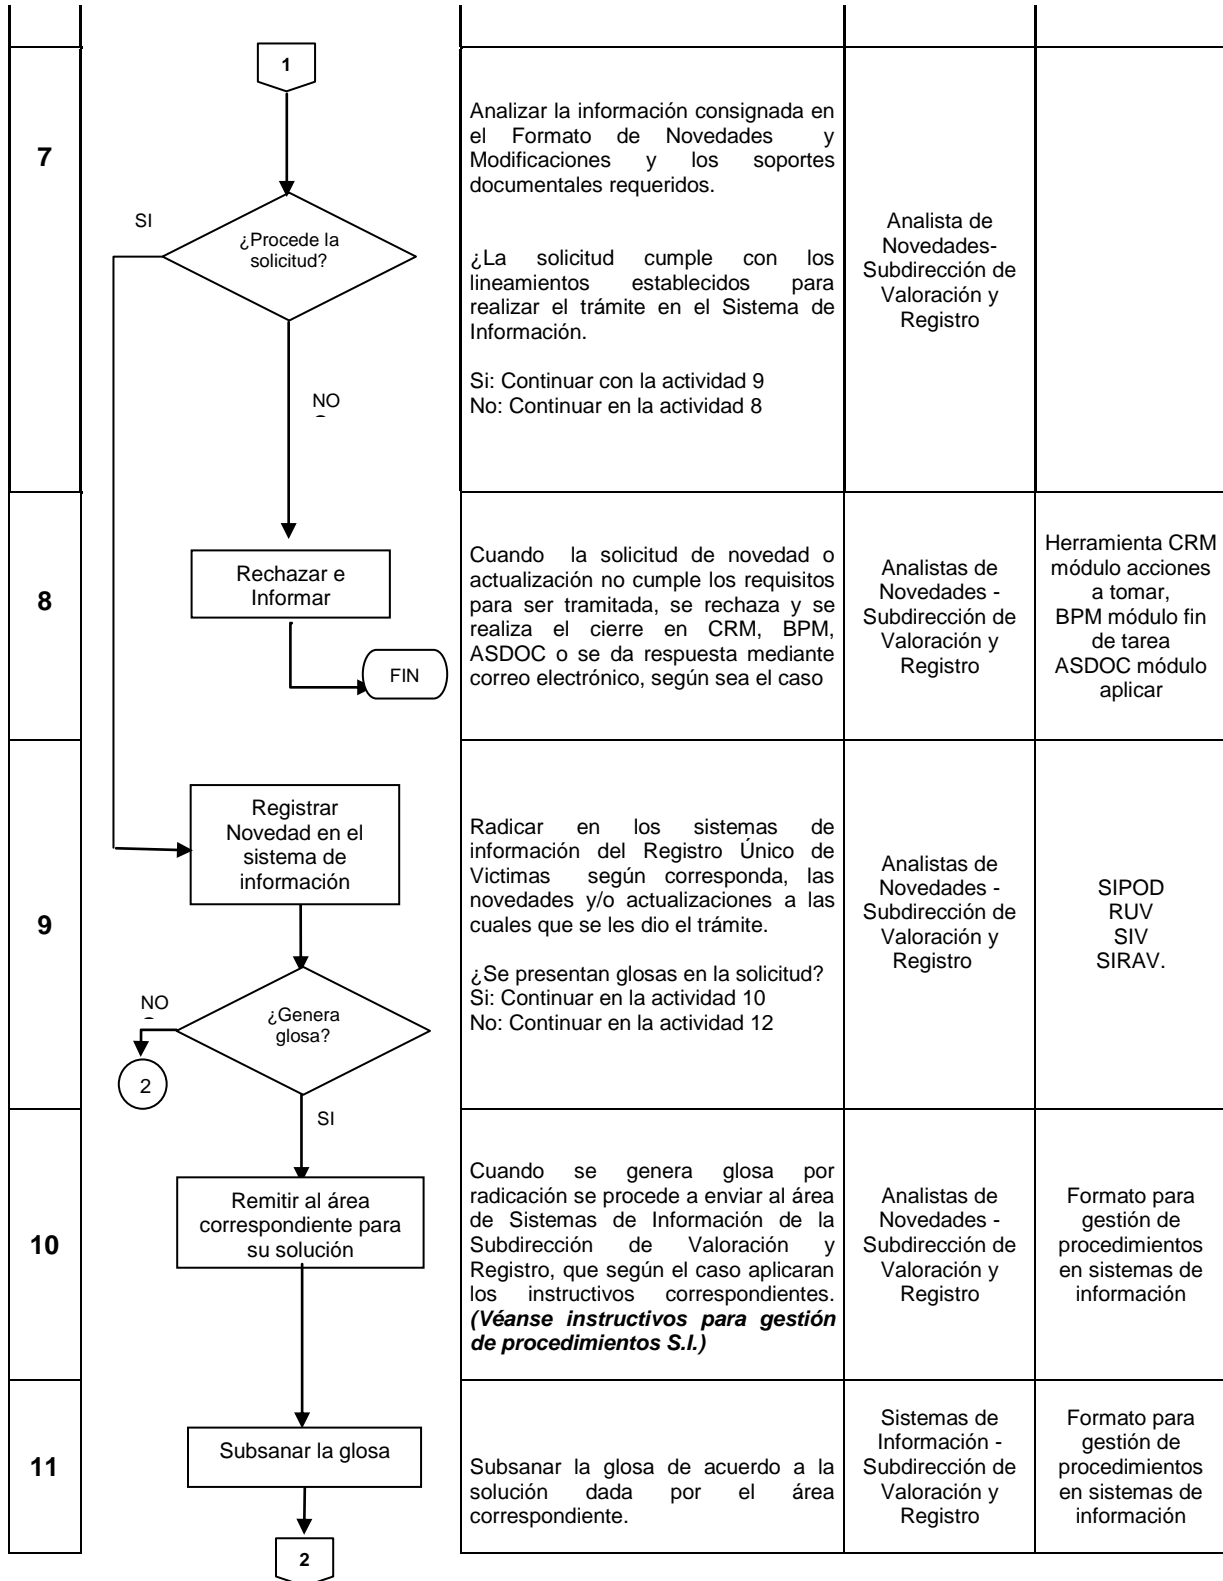 1
7
SI
¿Procede la
solicitud?
NO
Analizar la información consignada en
el Formato de Novedades y
Modificaciones y los soportes
documentales requeridos.
¿La solicitud cumple con los
lineamientos establecidos para
realizar el trámite en el Sistema de
Información.
Si: Continuar con la actividad 9
No: Continuar en la actividad 8
Analista de
Novedades-
Subdirección de
Valoración y
Registro
8
Rechazar e
Informar
FIN
Cuando la solicitud de novedad o
actualización no cumple los requisitos
para ser tramitada, se rechaza y se
realiza el cierre en CRM, BPM,
ASDOC o se da respuesta mediante
correo electrónico, según sea el caso
Analistas de
Novedades -
Subdirección de
Valoración y
Registro
Herramienta CRM
módulo acciones
a tomar,
BPM módulo fin
de tarea
ASDOC módulo
aplicar
9
Registrar
Novedad en el
sistema de
información
NO
¿Genera
glosa?
2
SI
Radicar en los sistemas de
información del Registro Único de
Victimas según corresponda, las
novedades y/o actualizaciones a las
cuales que se les dio el trámite.
¿Se presentan glosas en la solicitud?
Si: Continuar en la actividad 10
No: Continuar en la actividad 12
Analistas de
Novedades -
Subdirección de
Valoración y
Registro
SIPOD
RUV
SIV
SIRAV.
10
Remitir al área
correspondiente para
su solución
Cuando se genera glosa por
radicación se procede a enviar al área
de Sistemas de Información de la
Subdirección de Valoración y
Registro, que según el caso aplicaran
los instructivos correspondientes.
(Véanse instructivos para gestión
de procedimientos S.I.)
Analistas de
Novedades -
Subdirección de
Valoración y
Registro
Formato para
gestión de
procedimientos
en sistemas de
información
11
Subsanar la glosa
2
Subsanar la glosa de acuerdo a la
solución dada por el área
correspondiente.
Sistemas de
Información -
Subdirección de
Valoración y
Registro
Formato para
gestión de
procedimientos
en sistemas de
información